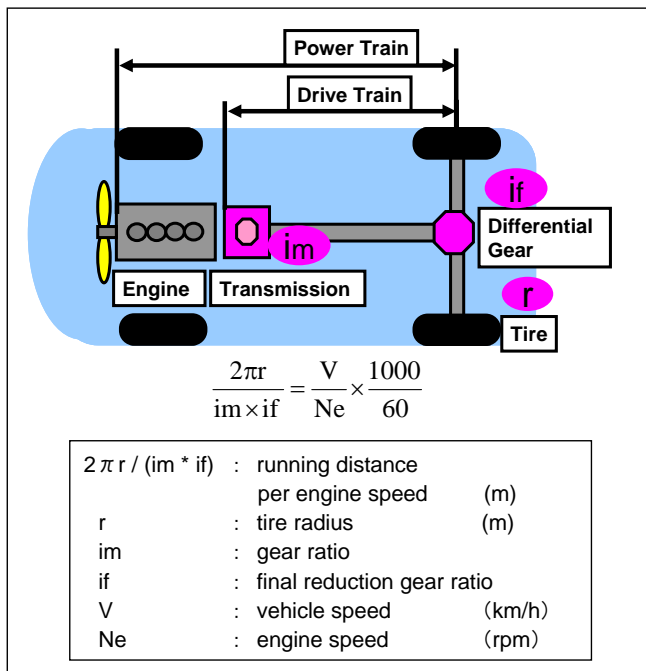 Power Train
Drive Train
if
Differential
Gear
im
r
Engine
Transmission
Tire
2πr / im × if = V / Ne × 1000 / 60
2πr / (im * if) : running distance
per engine speed (m)
r : tire radius (m)
im : gear ratio
if : final reduction gear ratio
V : vehicle speed (km/h)
Ne : engine speed (rpm)